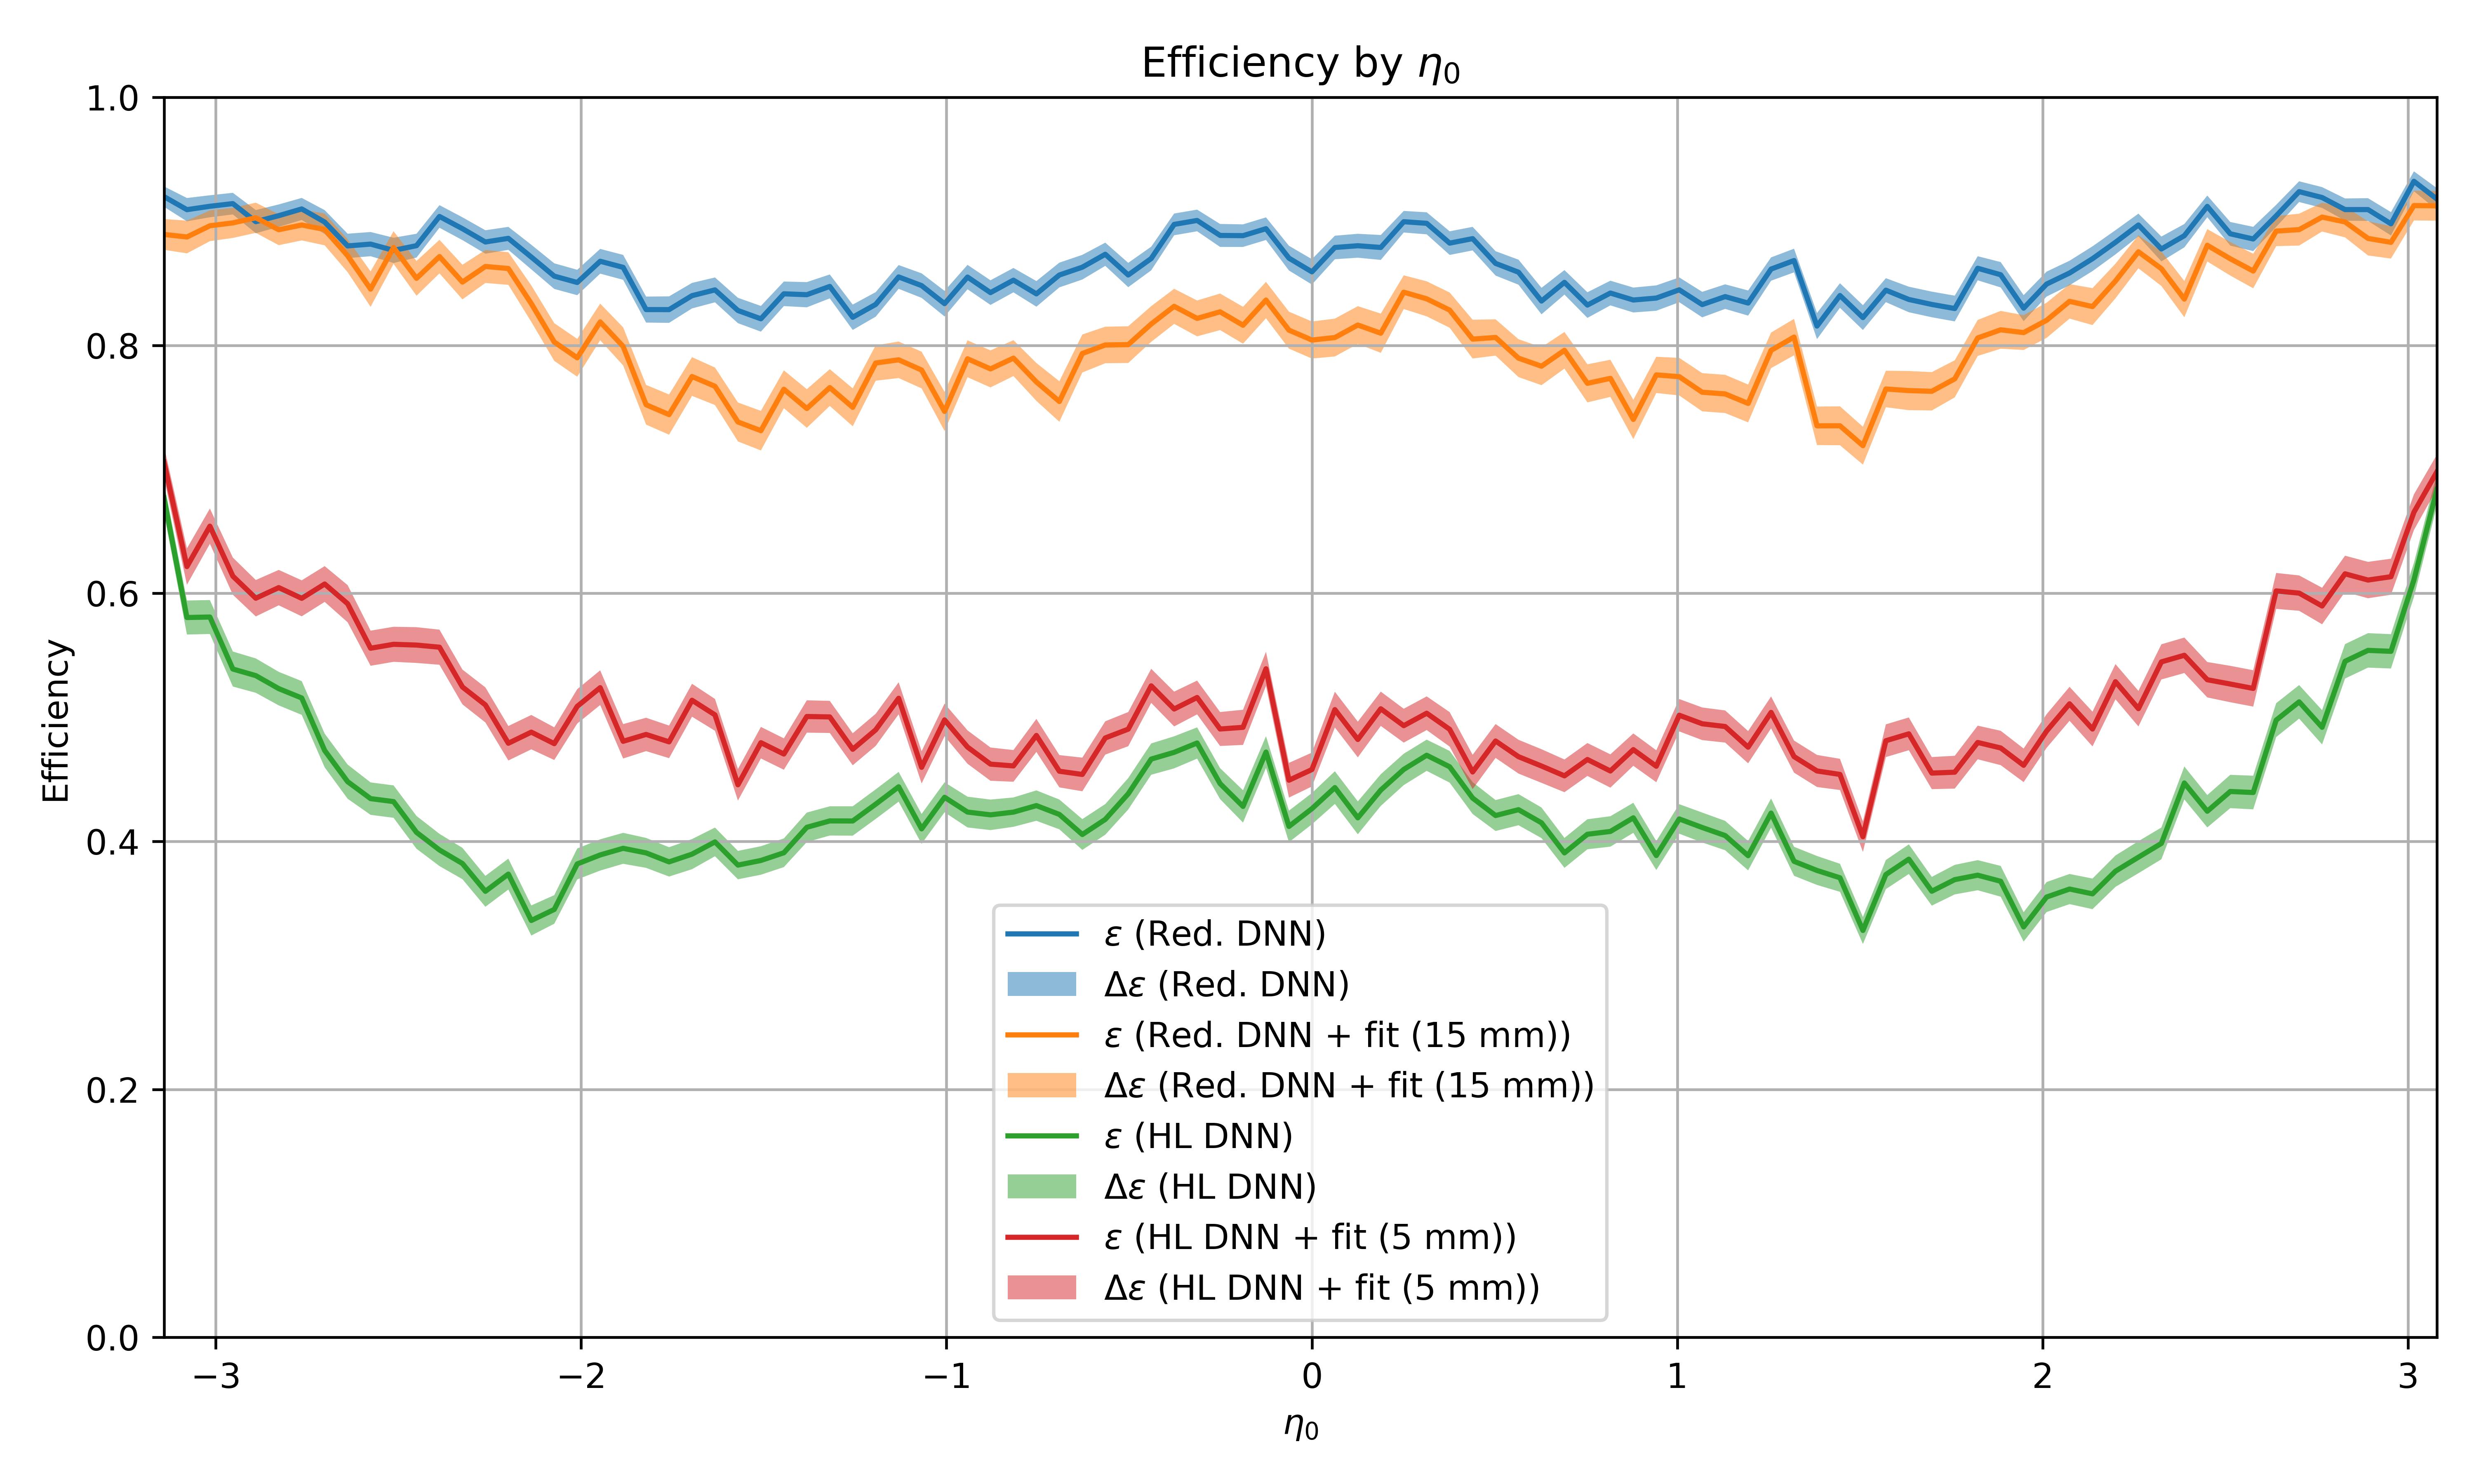 Efficiency by η₀
1.0
0.8
0.6
0.4
0.2
0.0
Efficiency
−3 −2 −1 0 1 2 3
η₀
ε (Red. DNN)
Δε (Red. DNN)
ε (Red. DNN + fit (15 mm))
Δε (Red. DNN + fit (15 mm))
ε (HL DNN)
Δε (HL DNN)
ε (HL DNN + fit (5 mm))
Δε (HL DNN + fit (5 mm))